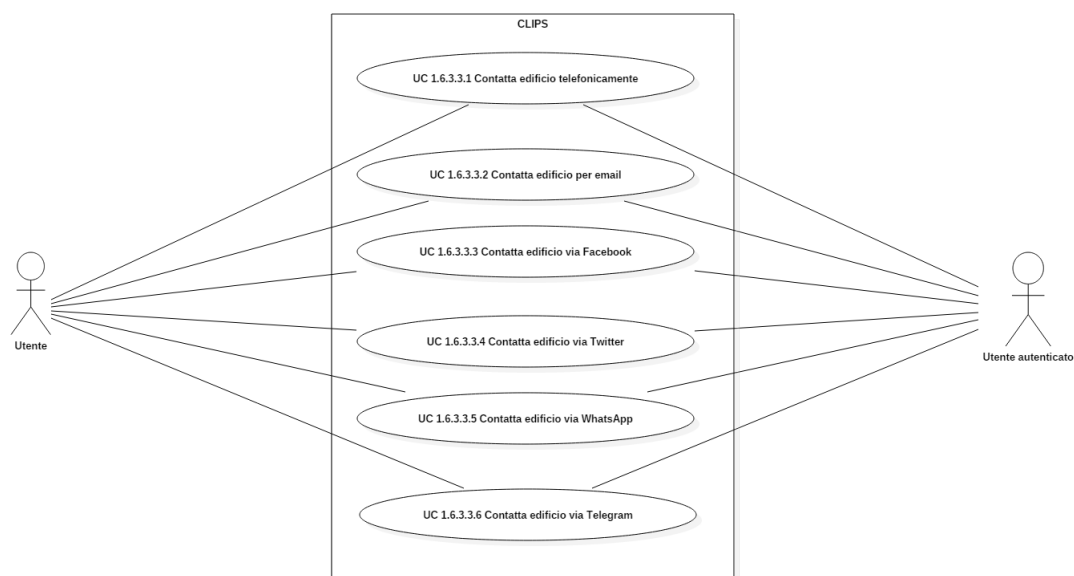 CLIPS
UC 1.6.3.3.1 Contatta edificio telefonicamente
UC 1.6.3.3.2 Contatta edificio per email
UC 1.6.3.3.3 Contatta edificio via Facebook
UC 1.6.3.3.4 Contatta edificio via Twitter
UC 1.6.3.3.5 Contatta edificio via WhatsApp
UC 1.6.3.3.6 Contatta edificio via Telegram
Utente
Utente autenticato